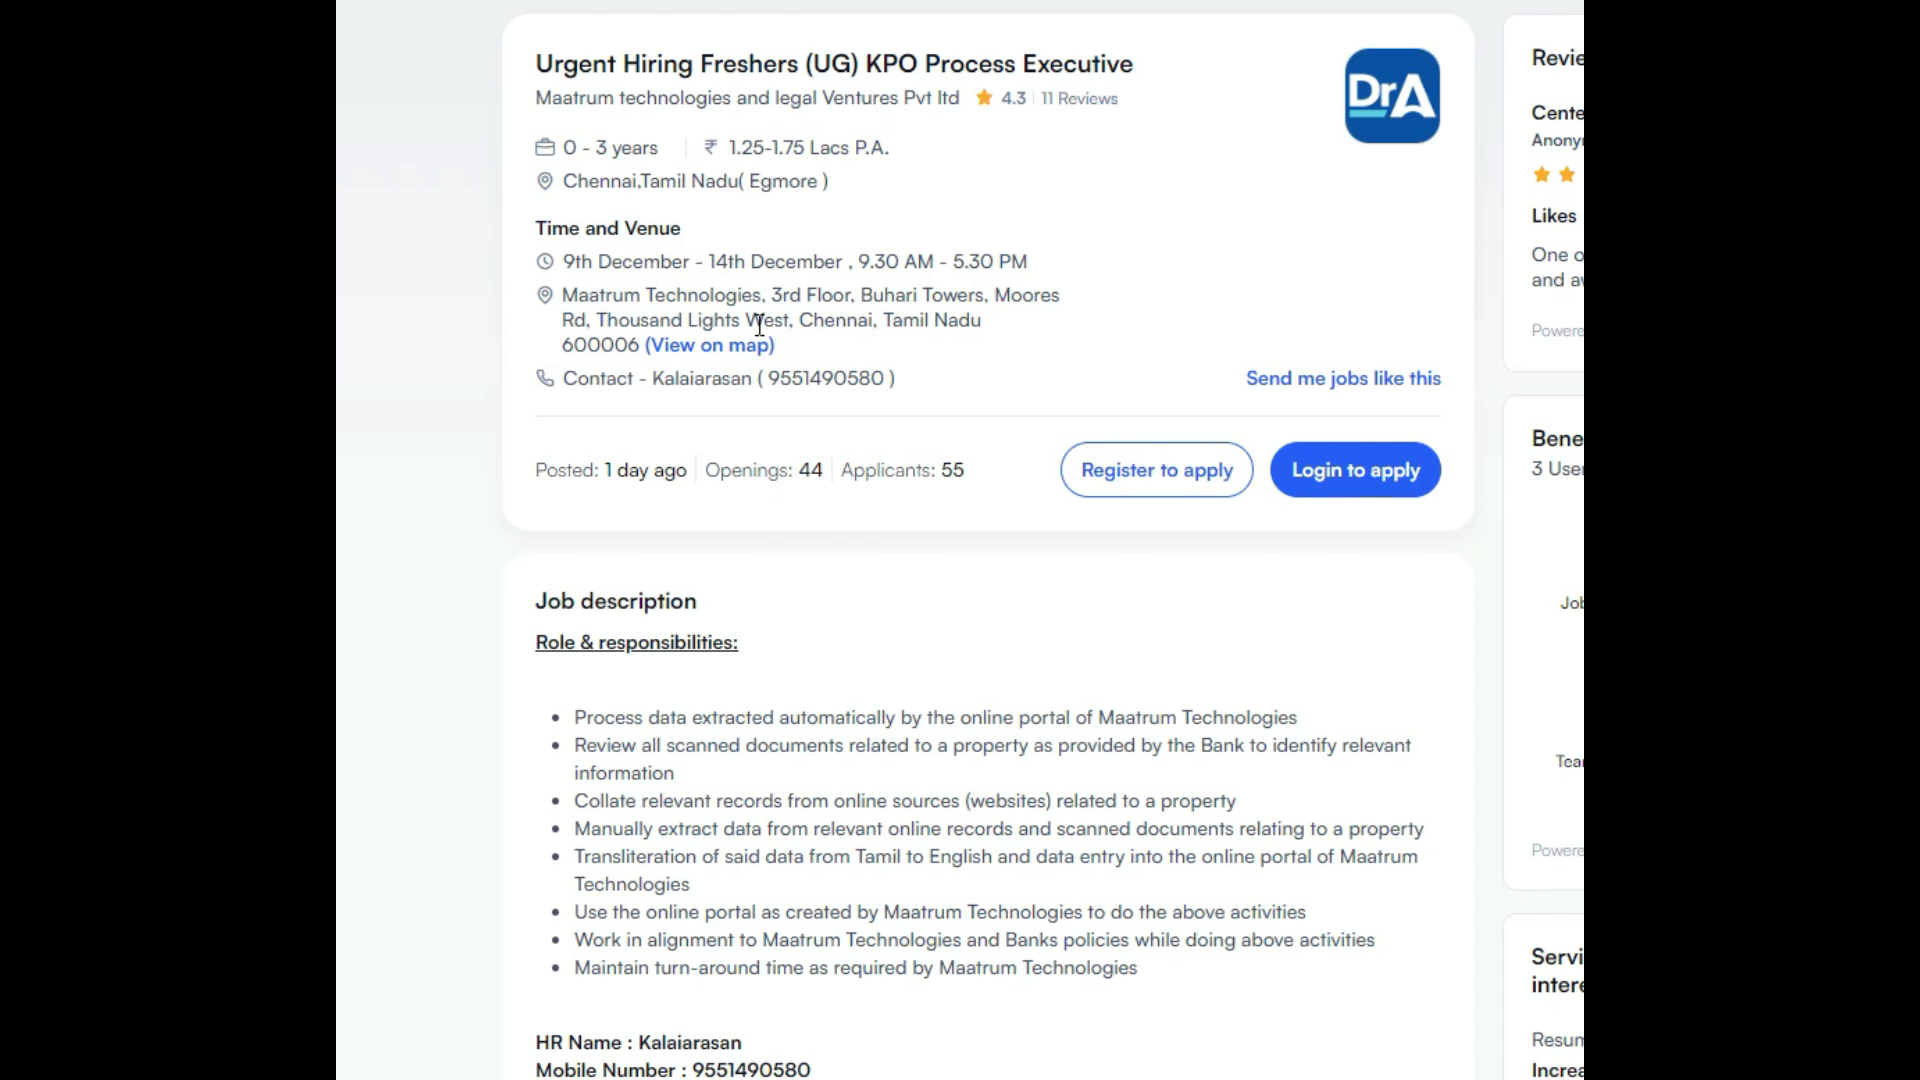 Urgent Hiring Freshers (UG) KPO Process Executive
Maatrum technologies and legal Ventures Pvt ltd 4.3 11 Reviews
DrA
0 - 3 years ₹ 1.25-1.75 Lacs P.A.
Chennai,Tamil Nadu( Egmore )
Time and Venue
9th December - 14th December , 9.30 AM - 5.30 PM
Maatrum Technologies, 3rd Floor, Buhari Towers, Moores
Rd, Thousand Lights West, Chennai, Tamil Nadu
600006 (View on map)
Contact - Kalaiarasan ( 9551490580 )
Send me jobs like this
Posted: 1 day ago Openings: 44 Applicants: 55
Register to apply
Login to apply
Job description
Role & responsibilities:
• Process data extracted automatically by the online portal of Maatrum Technologies
• Review all scanned documents related to a property as provided by the Bank to identify relevant
information
• Collate relevant records from online sources (websites) related to a property
• Manually extract data from relevant online records and scanned documents relating to a property
• Transliteration of said data from Tamil to English and data entry into the online portal of Maatrum
Technologies
• Use the online portal as created by Maatrum Technologies to do the above activities
• Work in alignment to Maatrum Technologies and Banks policies while doing above activities
• Maintain turn-around time as required by Maatrum Technologies
HR Name : Kalaiarasan
Mobile Number : 9551490580
Likes
One o
and
3